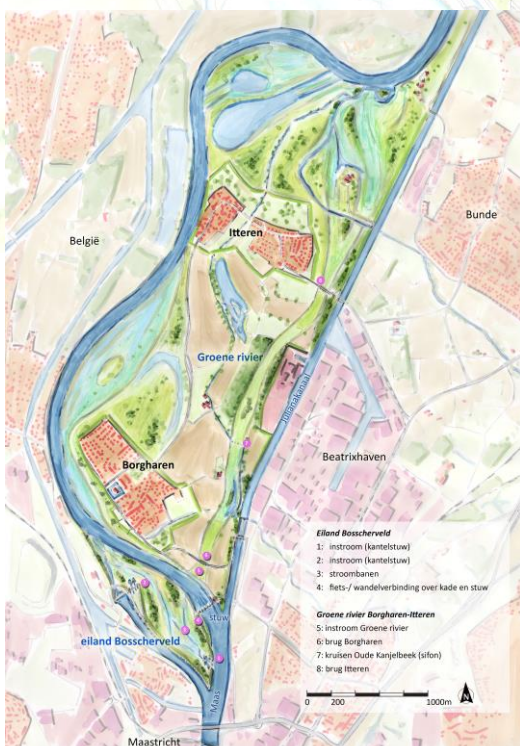 Bunde
België
Itteren
Groene rivier
Julianakanaal
Beatrixhaven
Borgharen
stuw
eiland Bosscherveld
Maas
Maastricht
Eiland Bosscherveld
1: instroom (kantelstuw)
2: instroom (kantelstuw)
3: stroombanen
4: fiets-/ wandelverbinding over kade en stuw
Groene rivier Borgharen-Itteren
5: instroom Groene rivier
6: brug Borgharen
7: kruisen Oude Kanjelbeek (sifon)
8: brug Itteren
0 200 1000m